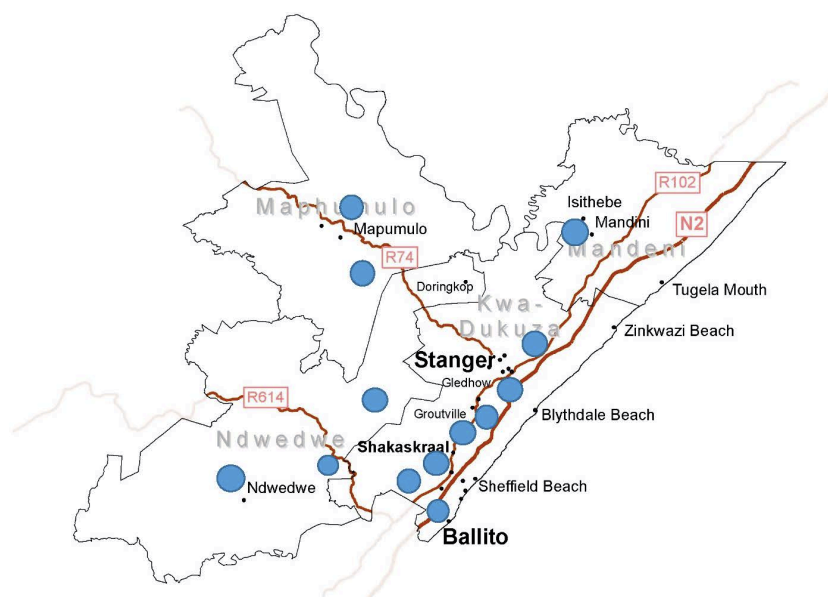 R102
Isithebe
Maphumulo
N2
Mandini
Mapumulo
Mandeni
R74
Doringkop
Tugela Mouth
Kwa-
Dukuza
Zinkwazi Beach
Stanger
Gledhow
R614
Groutville
Blythdale Beach
Ndwedwe
Shakaskraal
Ndwedwe
Sheffield Beach
Ballito